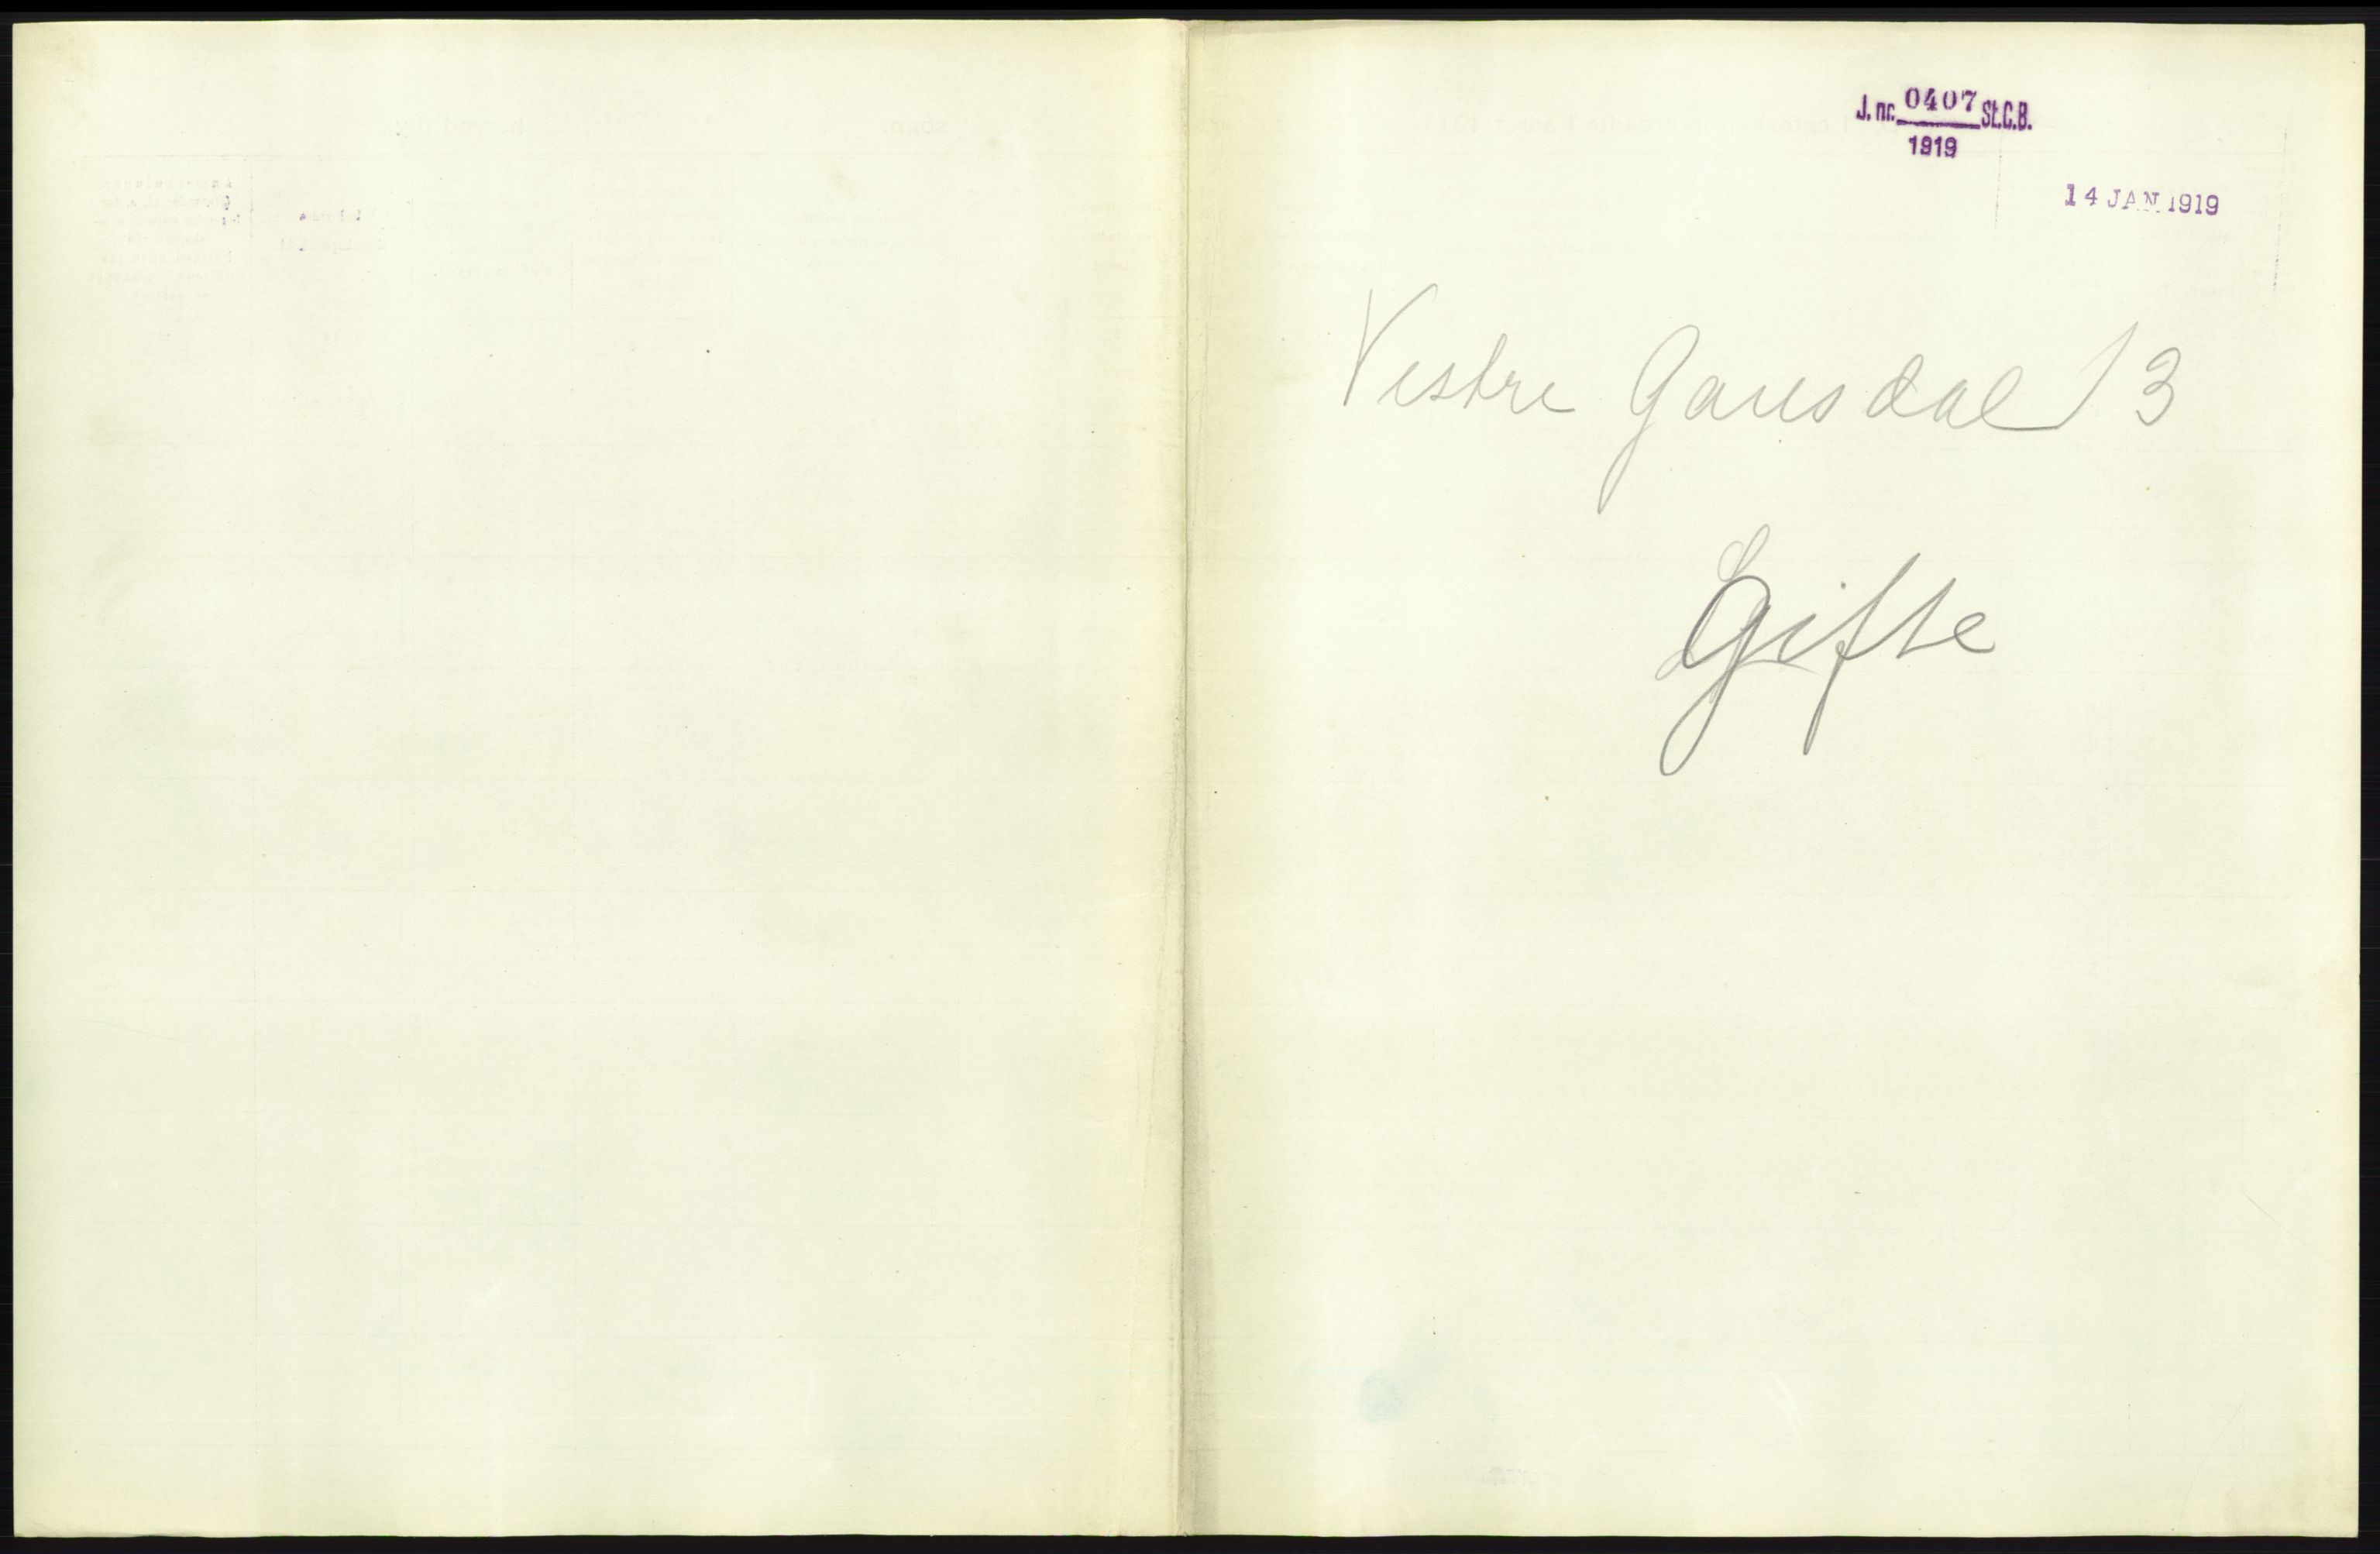 J. nr. 0407 St.C.B.
1919
14 JAN 1919
Vestre Gausdal 13
Gifte